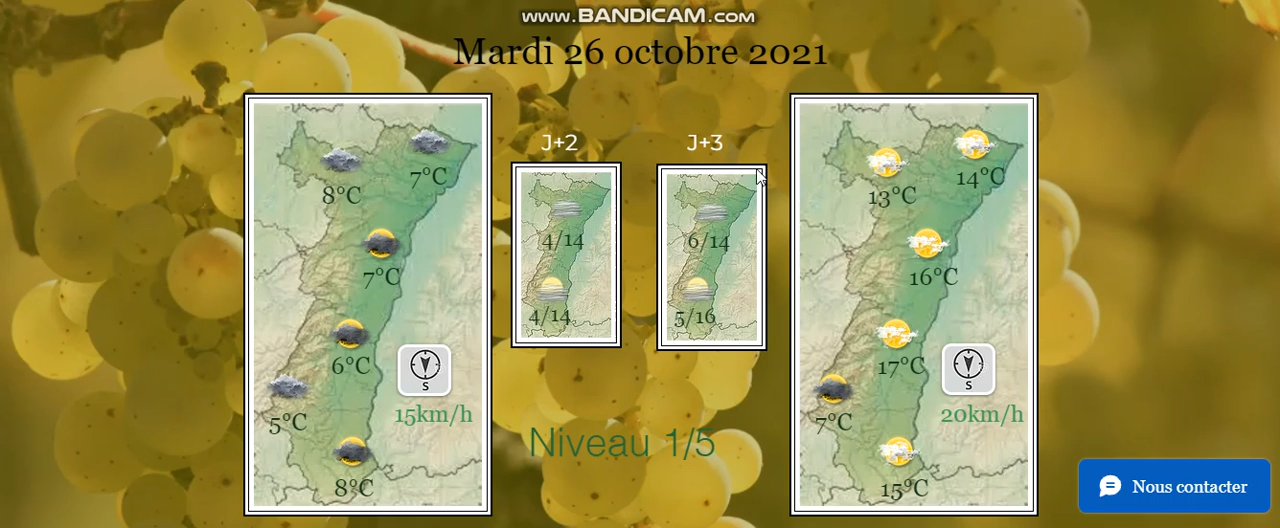 www.BANDICAM.com
Mardi 26 octobre 2021
8°C
7°C
7°C
6°C
5°C
8°C
S
15km/h
J+2
4/14
4/14
J+3
6/14
5/16
Niveau 1/5
13°C
14°C
16°C
17°C
7°C
15°C
S
20km/h
Nous contacter